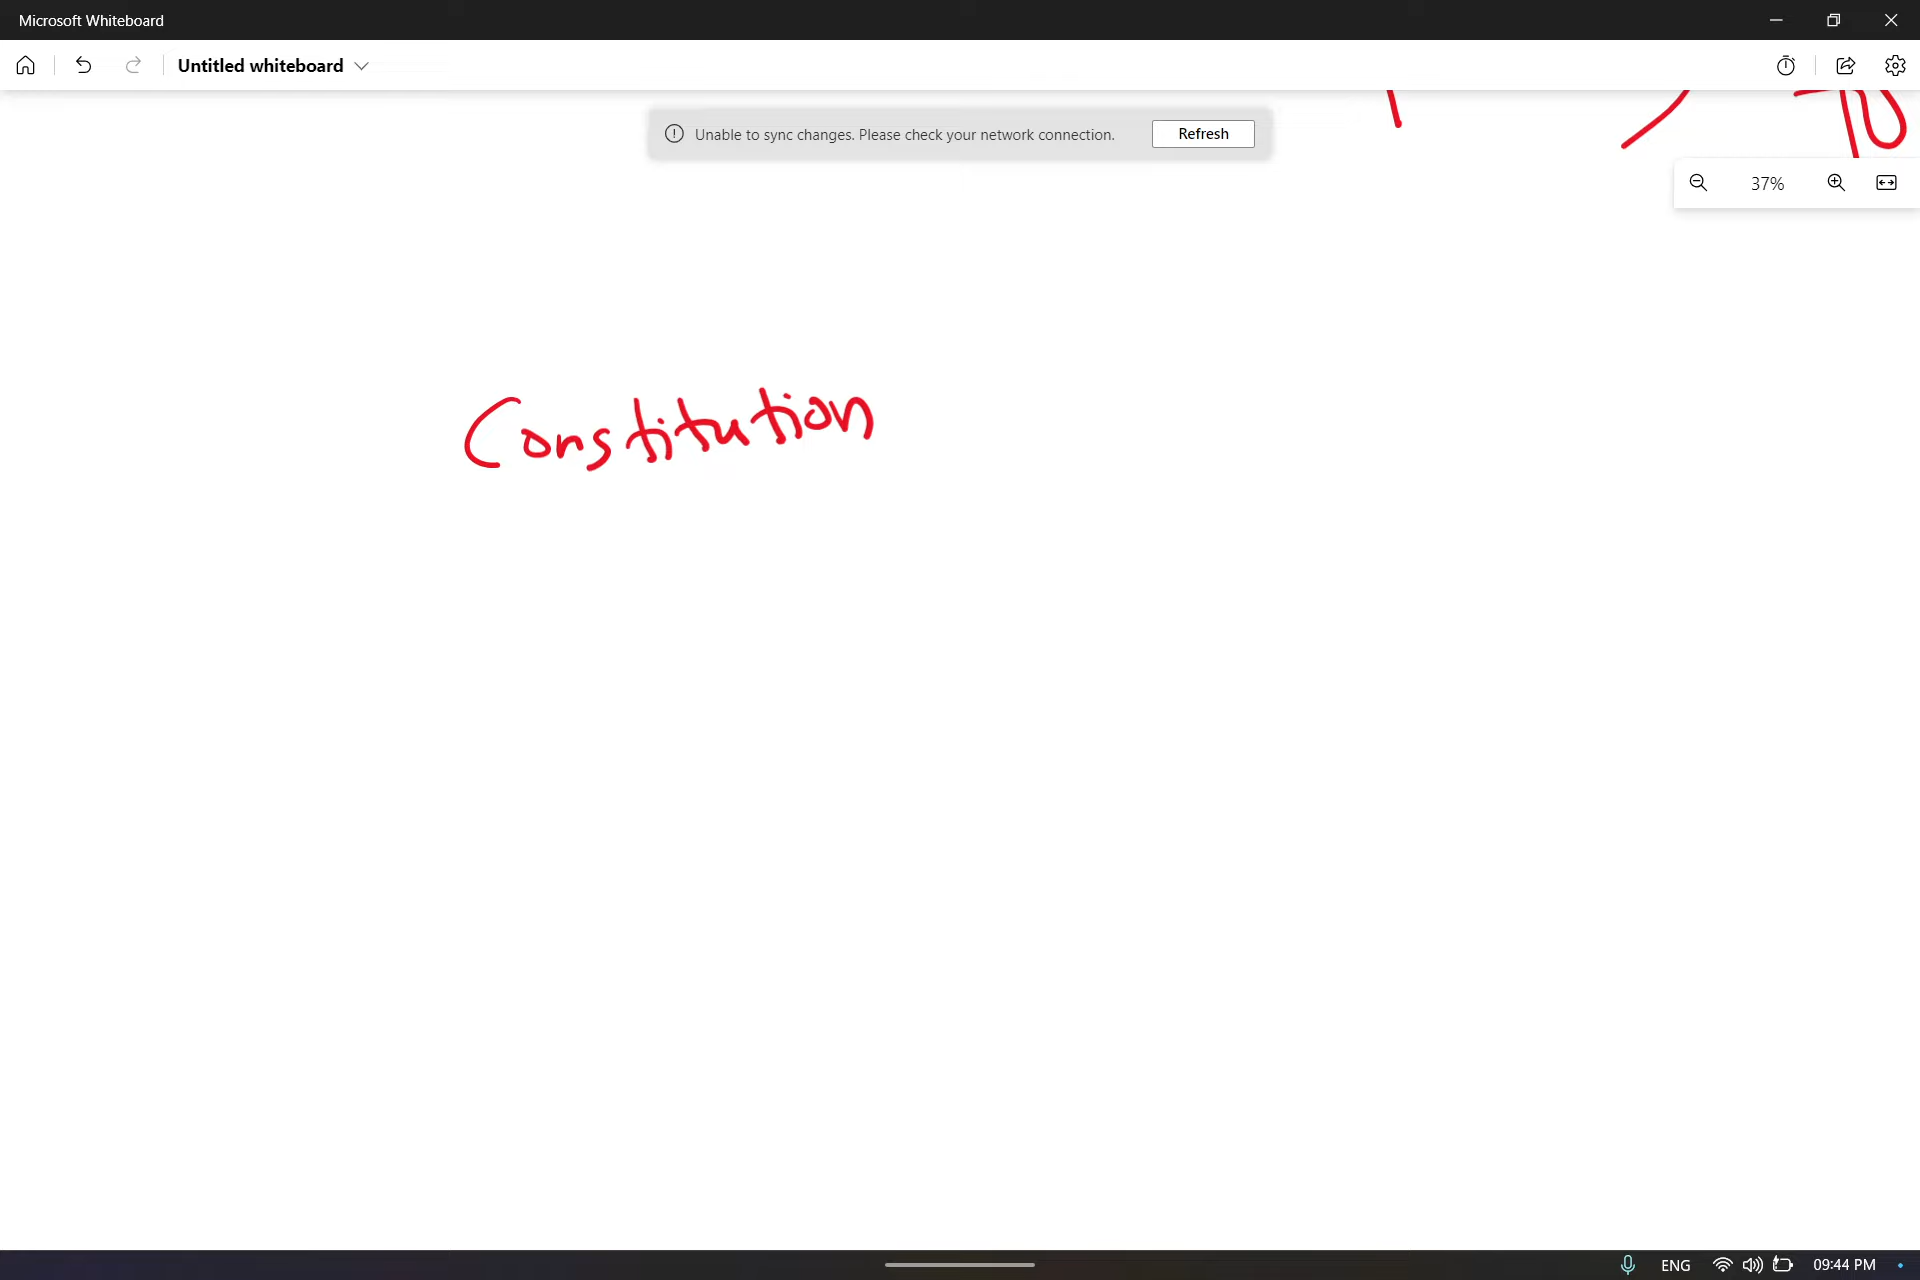 Microsoft Whiteboard
Untitled whiteboard
Unable to sync changes. Please check your network connection.
Refresh
37%
Constitution
ENG
09:44 PM